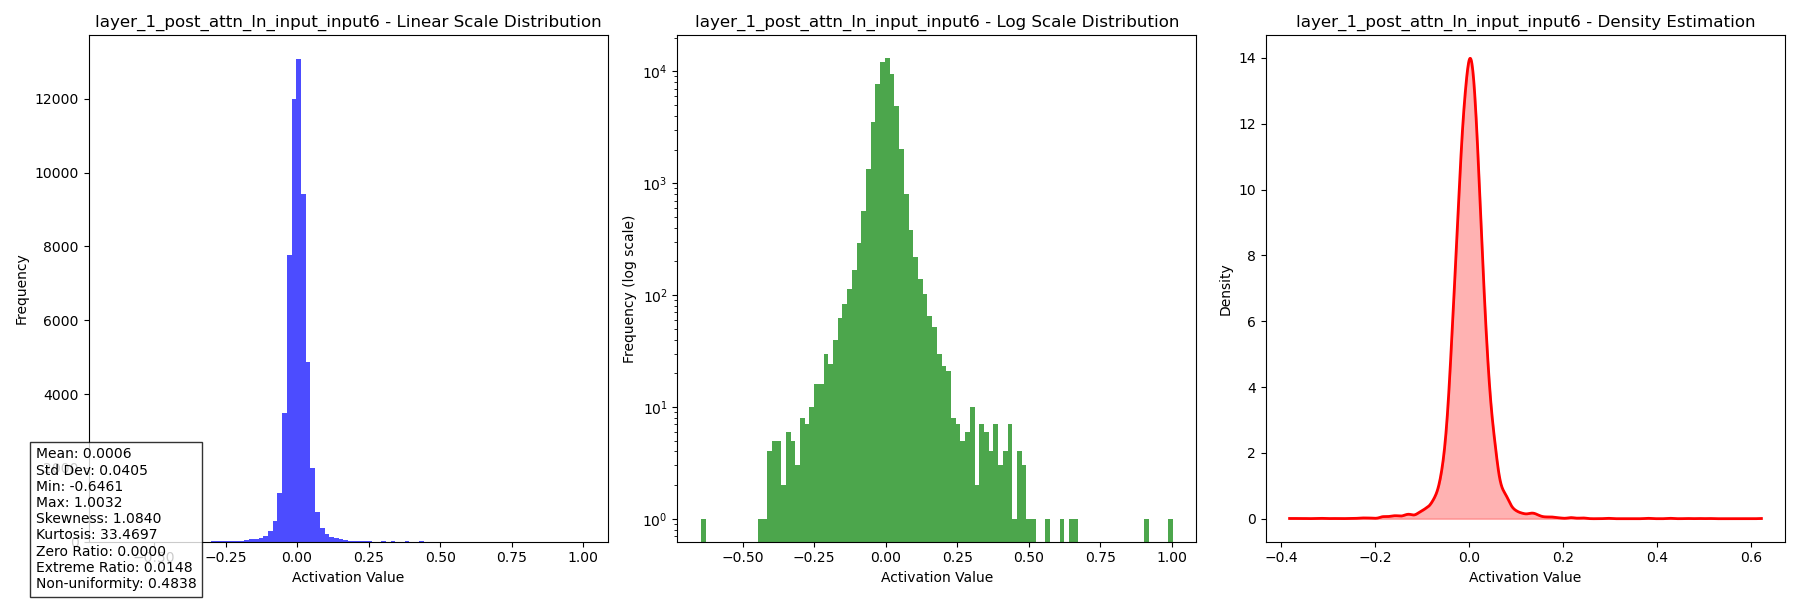 layer_1_post_attn_ln_input_input6 - Linear Scale Distribution
12000
10000
8000
6000
4000
Frequency
−0.25
0.00
0.25
0.50
0.75
1.00
Activation Value
Mean: 0.0006
Std Dev: 0.0405
Min: -0.6461
Max: 1.0032
Skewness: 1.0840
Kurtosis: 33.4697
Zero Ratio: 0.0000
Extreme Ratio: 0.0148
Non-uniformity: 0.4838
layer_1_post_attn_ln_input_input6 - Log Scale Distribution
10⁴
10³
10²
10¹
10⁰
Frequency (log scale)
−0.50
−0.25
0.00
0.25
0.50
0.75
1.00
Activation Value
layer_1_post_attn_ln_input_input6 - Density Estimation
14
12
10
8
6
4
2
0
Density
−0.4
−0.2
0.0
0.2
0.4
0.6
Activation Value